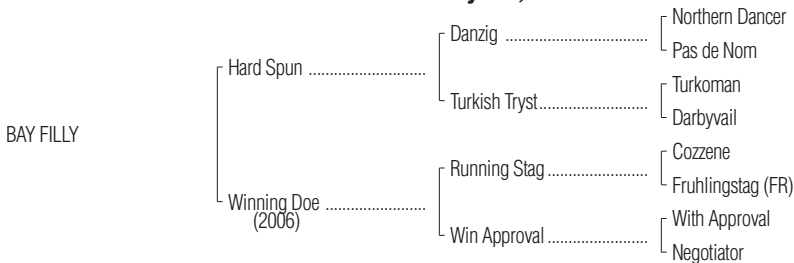 Northern Dancer
Danzig ..........................................
Pas de Nom
Hard Spun ............................
Turkoman
Turkish Tryst...........................
Darbyvail
BAY FILLY
Cozzene
Running Stag .........................
Fruhlingstag (FR)
Winning Doe ........................
(2006)
With Approval
Win Approval .........................
Negotiator